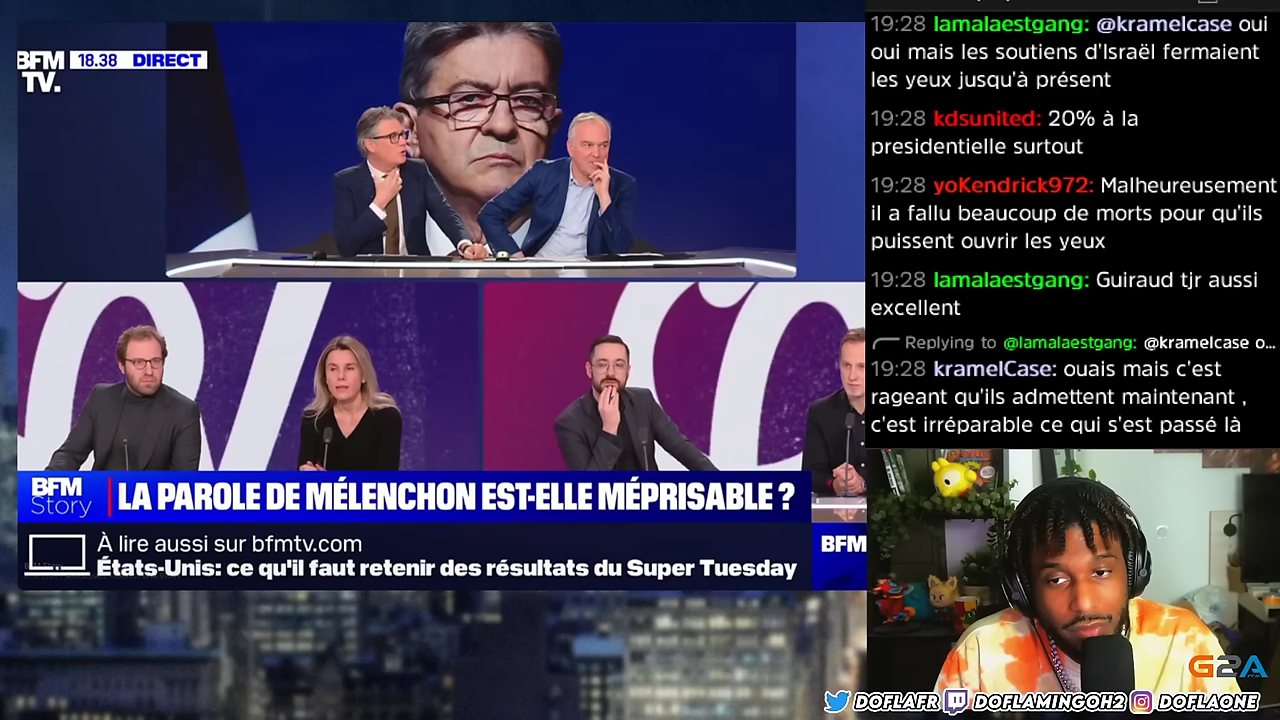 BFM
TV.
18.38 DIRECT
BFM
Story
LA PAROLE DE MÉLENCHON EST-ELLE MÉPRISABLE ?
À lire aussi sur bfmtv.com
États-Unis: ce qu'il faut retenir des résultats du Super Tuesday
BFM
19:28 lamalaestgang: @kramelcase oui
oui mais les soutiens d'Israël fermaient
les yeux jusqu'à présent
19:28 kdsunited: 20% à la
presidentielle surtout
19:28 yoKendrick972: Malheureusement
il a fallu beaucoup de morts pour qu'ils
puissent ouvrir les yeux
19:28 lamalaestgang: Guiraud tjr aussi
excellent
Replying to @lamalaestgang: @kramelcase o...
19:28 kramelCase: ouais mais c'est
rageant qu'ils admettent maintenant ,
c'est irréparable ce qui s'est passé là
G2A
.COM
DOFLAFR DOFLAMINGOH2 DOFLAONE